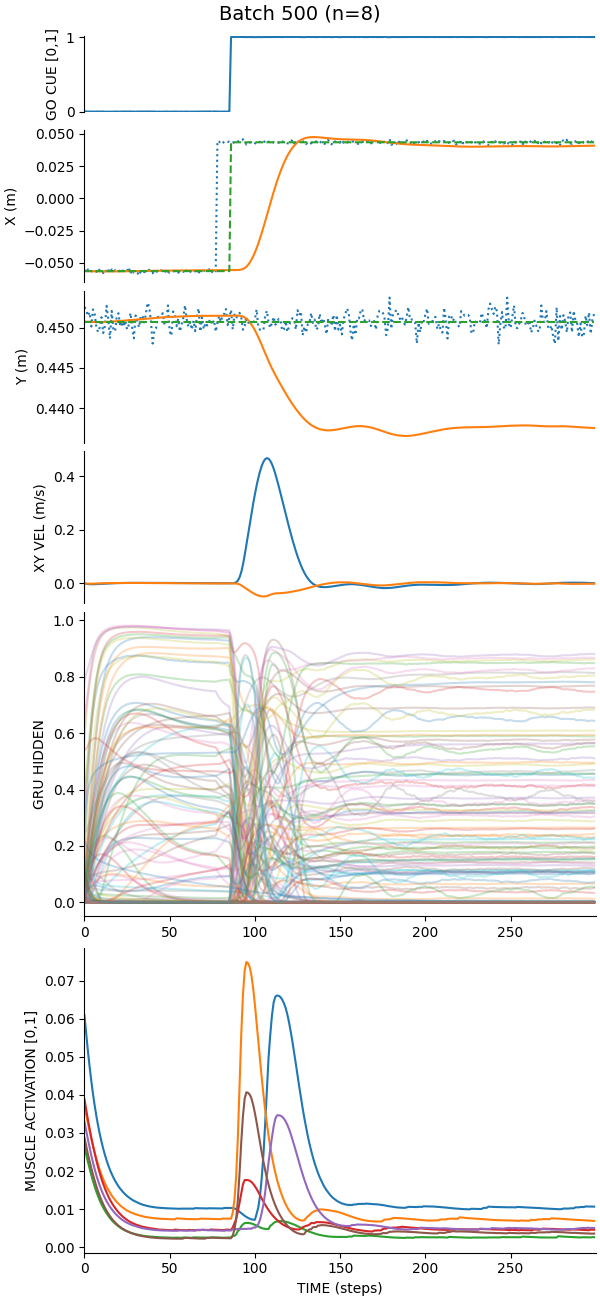 Batch 500 (n=8)
GO CUE [0,1]
1
0
X (m)
0.050
0.025
0.000
−0.025
−0.050
Y (m)
0.450
0.445
0.440
XY VEL (m/s)
0.4
0.2
0.0
GRU HIDDEN
1.0
0.8
0.6
0.4
0.2
0.0
0 50 100 150 200 250
MUSCLE ACTIVATION [0,1]
0.07
0.06
0.05
0.04
0.03
0.02
0.01
0.00
0 50 100 150 200 250
TIME (steps)